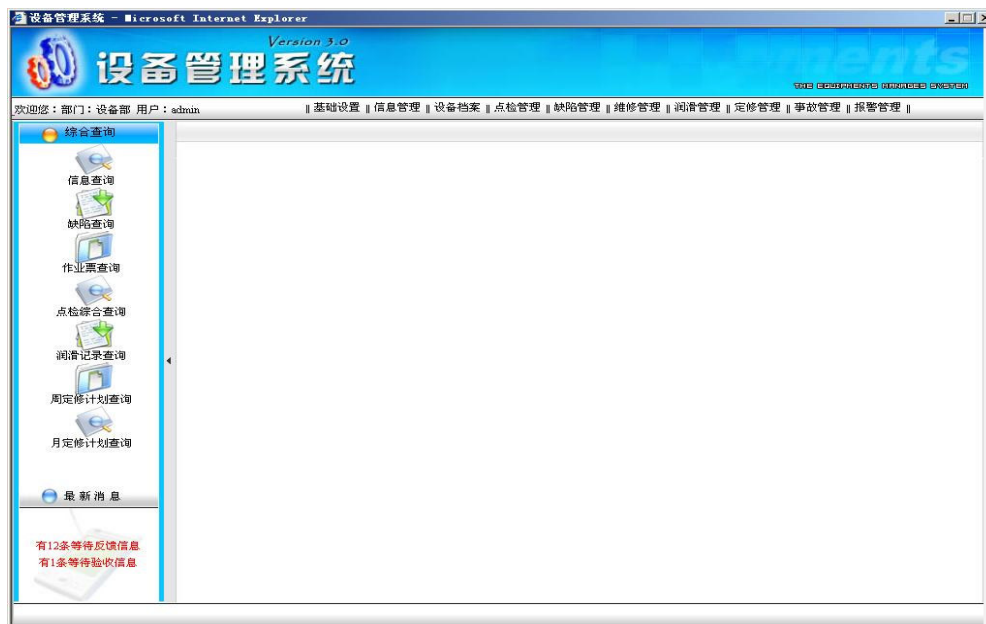 设备管理系统 - Microsoft Internet Explorer
Version 3.0
设备管理系统
THE EQUIPMENTS MANAGES SYSTEM
欢迎您：部门：设备部 用户：admin
‖ 基础设置 ‖ 信息管理 ‖ 设备档案 ‖ 点检管理 ‖ 缺陷管理 ‖ 维修管理 ‖ 润滑管理 ‖ 定修管理 ‖ 事故管理 ‖ 报警管理 ‖
综合查询
信息查询
缺陷查询
作业票查询
点检综合查询
润滑记录查询
周定修计划查询
月定修计划查询
最新消息
有12条等待反馈信息
有1条等待验收信息